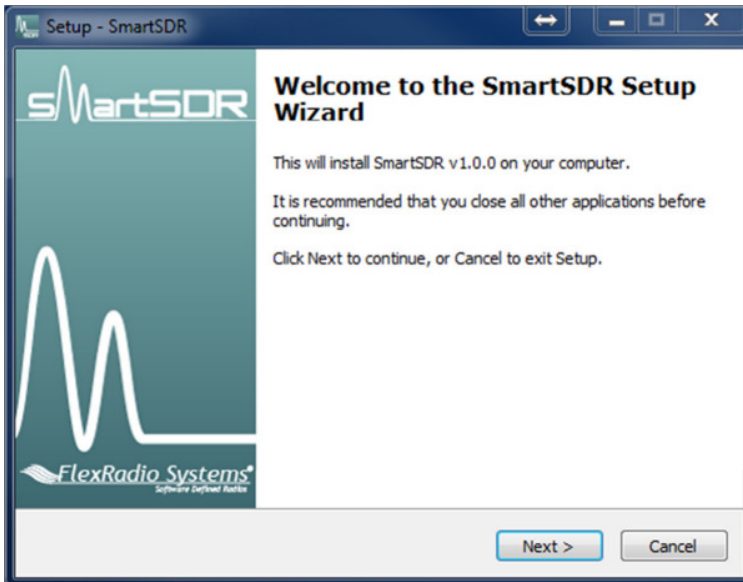 Setup - SmartSDR
smartSDR
Welcome to the SmartSDR Setup
Wizard
This will install SmartSDR v1.0.0 on your computer.
It is recommended that you close all other applications before
continuing.
Click Next to continue, or Cancel to exit Setup.
FlexRadio Systems
Software Defined Radios
Next >
Cancel